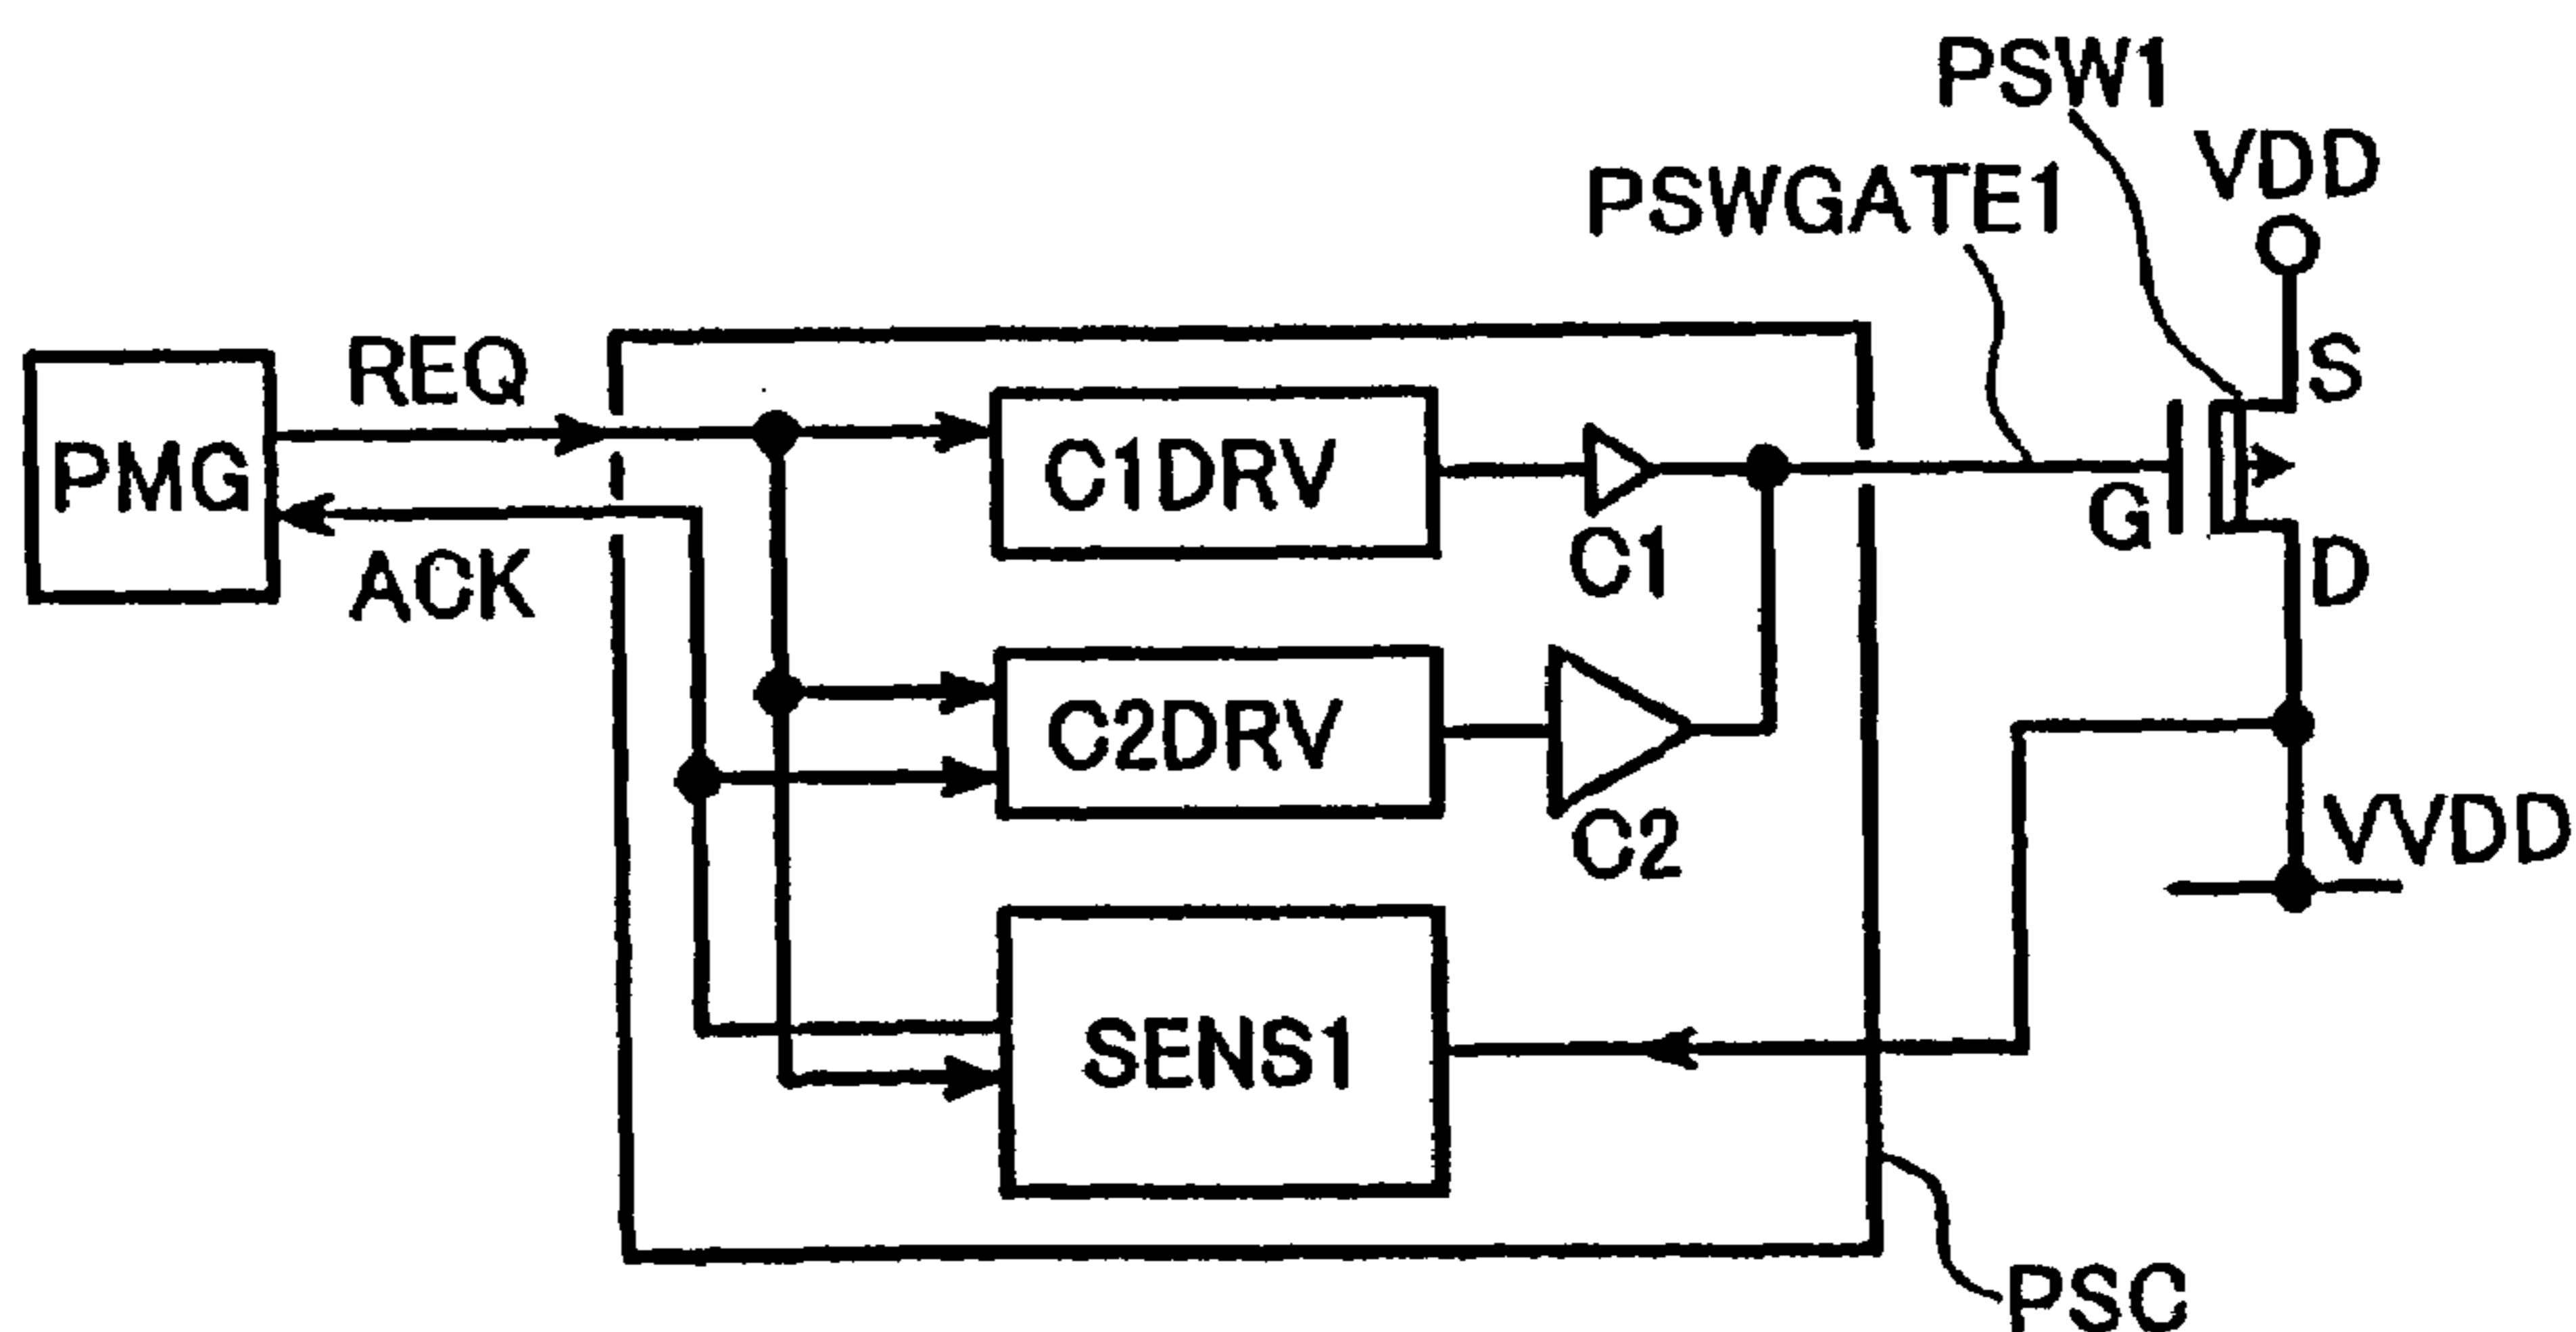 PSW1
VDD
PSWGATE1
REQ
S
PMG
C1DRV
G
ACK
C1
D
C2DRV
C2
VVDD
SENS1
PSC